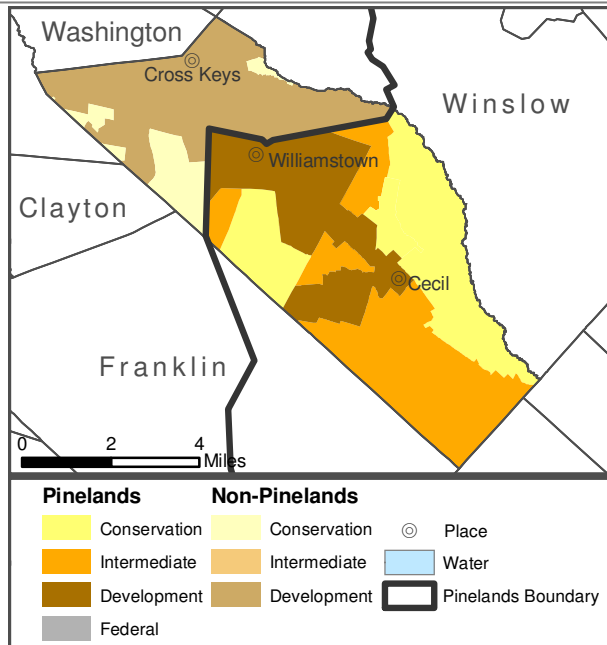 Washington
Cross Keys
Winslow
Williamstown
Clayton
Cecil
Franklin
0 2 4
Miles
Pinelands Non-Pinelands
Conservation Conservation Place
Intermediate Intermediate Water
Development Development Pinelands Boundary
Federal